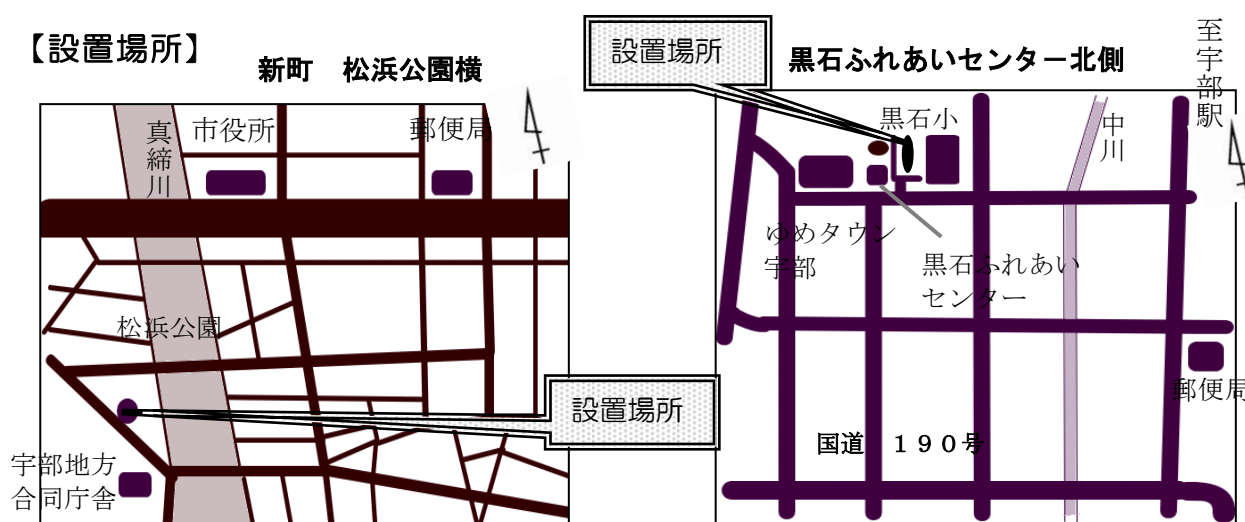 【設置場所】
新町　松浜公園横
真締川
市役所
郵便局
松浜公園
設置場所
宇部地方
合同庁舎
設置場所
黒石ふれあいセンター北側
至宇部駅
黒石小
中川
ゆめタウン
宇部
黒石ふれあい
センター
郵便局
国道　１９０号